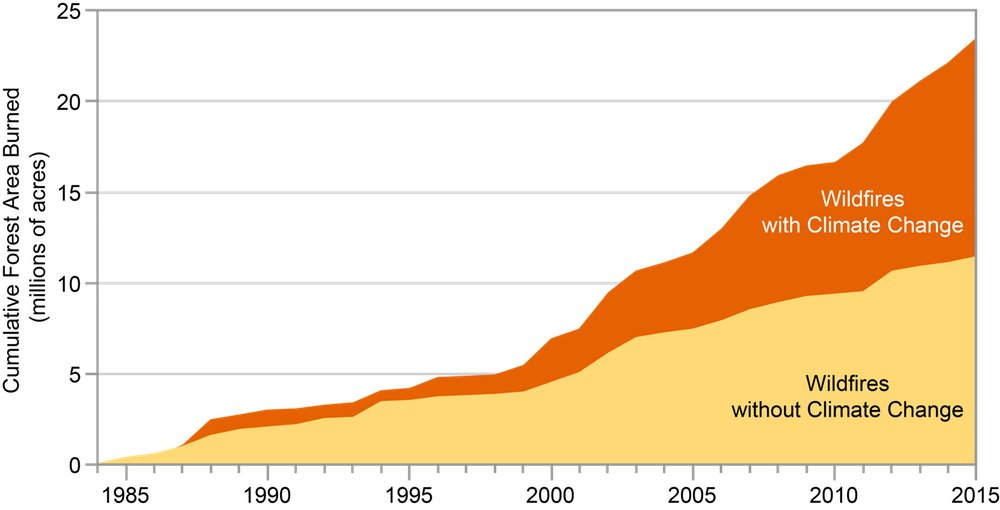 Cumulative Forest Area Burned
(millions of acres)
25
20
15
10
5
0
Wildfires
with Climate Change
Wildfires
without Climate Change
1985
1990
1995
2000
2005
2010
2015